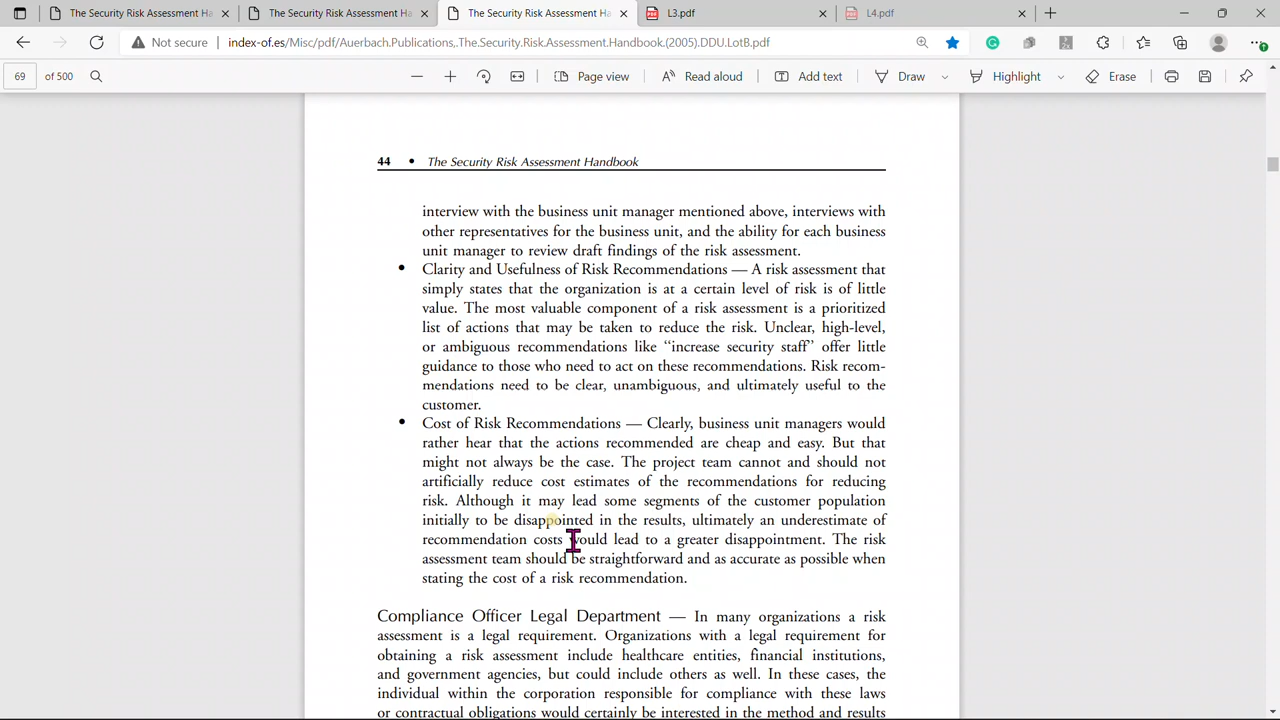 The Security Risk Assessment Ha
The Security Risk Assessment Ha
The Security Risk Assessment Ha
L3.pdf
L4.pdf
Not secure
index-of.es/Misc/pdf/Auerbach.Publications,.The.Security.Risk.Assessment.Handbook.(2005).DDU.LotB.pdf
69 of 500
Page view
Read aloud
Add text
Draw
Highlight
Erase
44 • The Security Risk Assessment Handbook
interview with the business unit manager mentioned above, interviews with
other representatives for the business unit, and the ability for each business
unit manager to review draft findings of the risk assessment.
• Clarity and Usefulness of Risk Recommendations — A risk assessment that
simply states that the organization is at a certain level of risk is of little
value. The most valuable component of a risk assessment is a prioritized
list of actions that may be taken to reduce the risk. Unclear, high-level,
or ambiguous recommendations like ‘‘increase security staff’’ offer little
guidance to those who need to act on these recommendations. Risk recom-
mendations need to be clear, unambiguous, and ultimately useful to the
customer.
• Cost of Risk Recommendations — Clearly, business unit managers would
rather hear that the actions recommended are cheap and easy. But that
might not always be the case. The project team cannot and should not
artificially reduce cost estimates of the recommendations for reducing
risk. Although it may lead some segments of the customer population
initially to be disappointed in the results, ultimately an underestimate of
recommendation costs would lead to a greater disappointment. The risk
assessment team should be straightforward and as accurate as possible when
stating the cost of a risk recommendation.
Compliance Officer Legal Department — In many organizations a risk
assessment is a legal requirement. Organizations with a legal requirement for
obtaining a risk assessment include healthcare entities, financial institutions,
and government agencies, but could include others as well. In these cases, the
individual within the corporation responsible for compliance with these laws
or contractual obligations would certainly be interested in the method and results